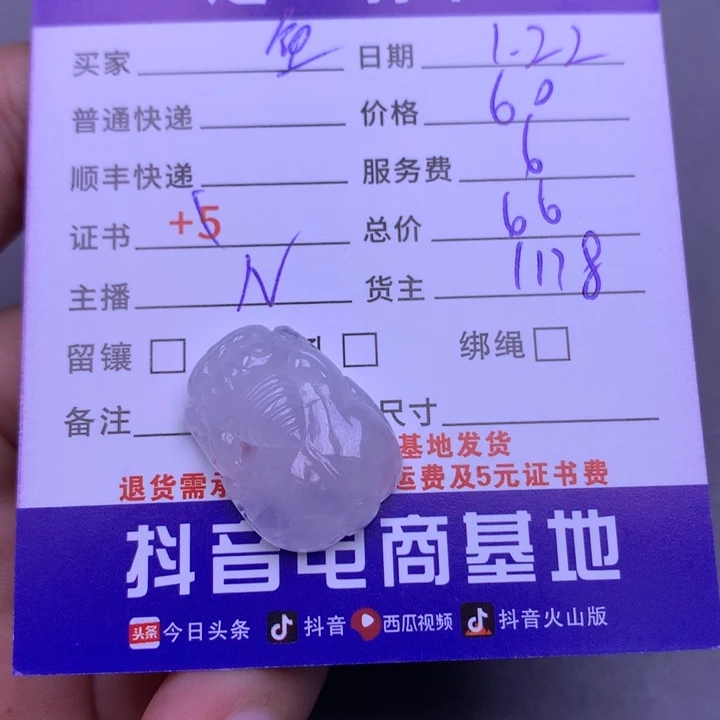 买家 鱼 日期 1.22
普通快递 价格 60
顺丰快递 服务费 6
证书 +5 总价 66
主播 N 货主 1178
留镶 绑绳
备注 尺寸
基地发货
退货需承 运费及5元证书费
抖音电商基地
头条 今日头条 抖音 西瓜视频 抖音火山版